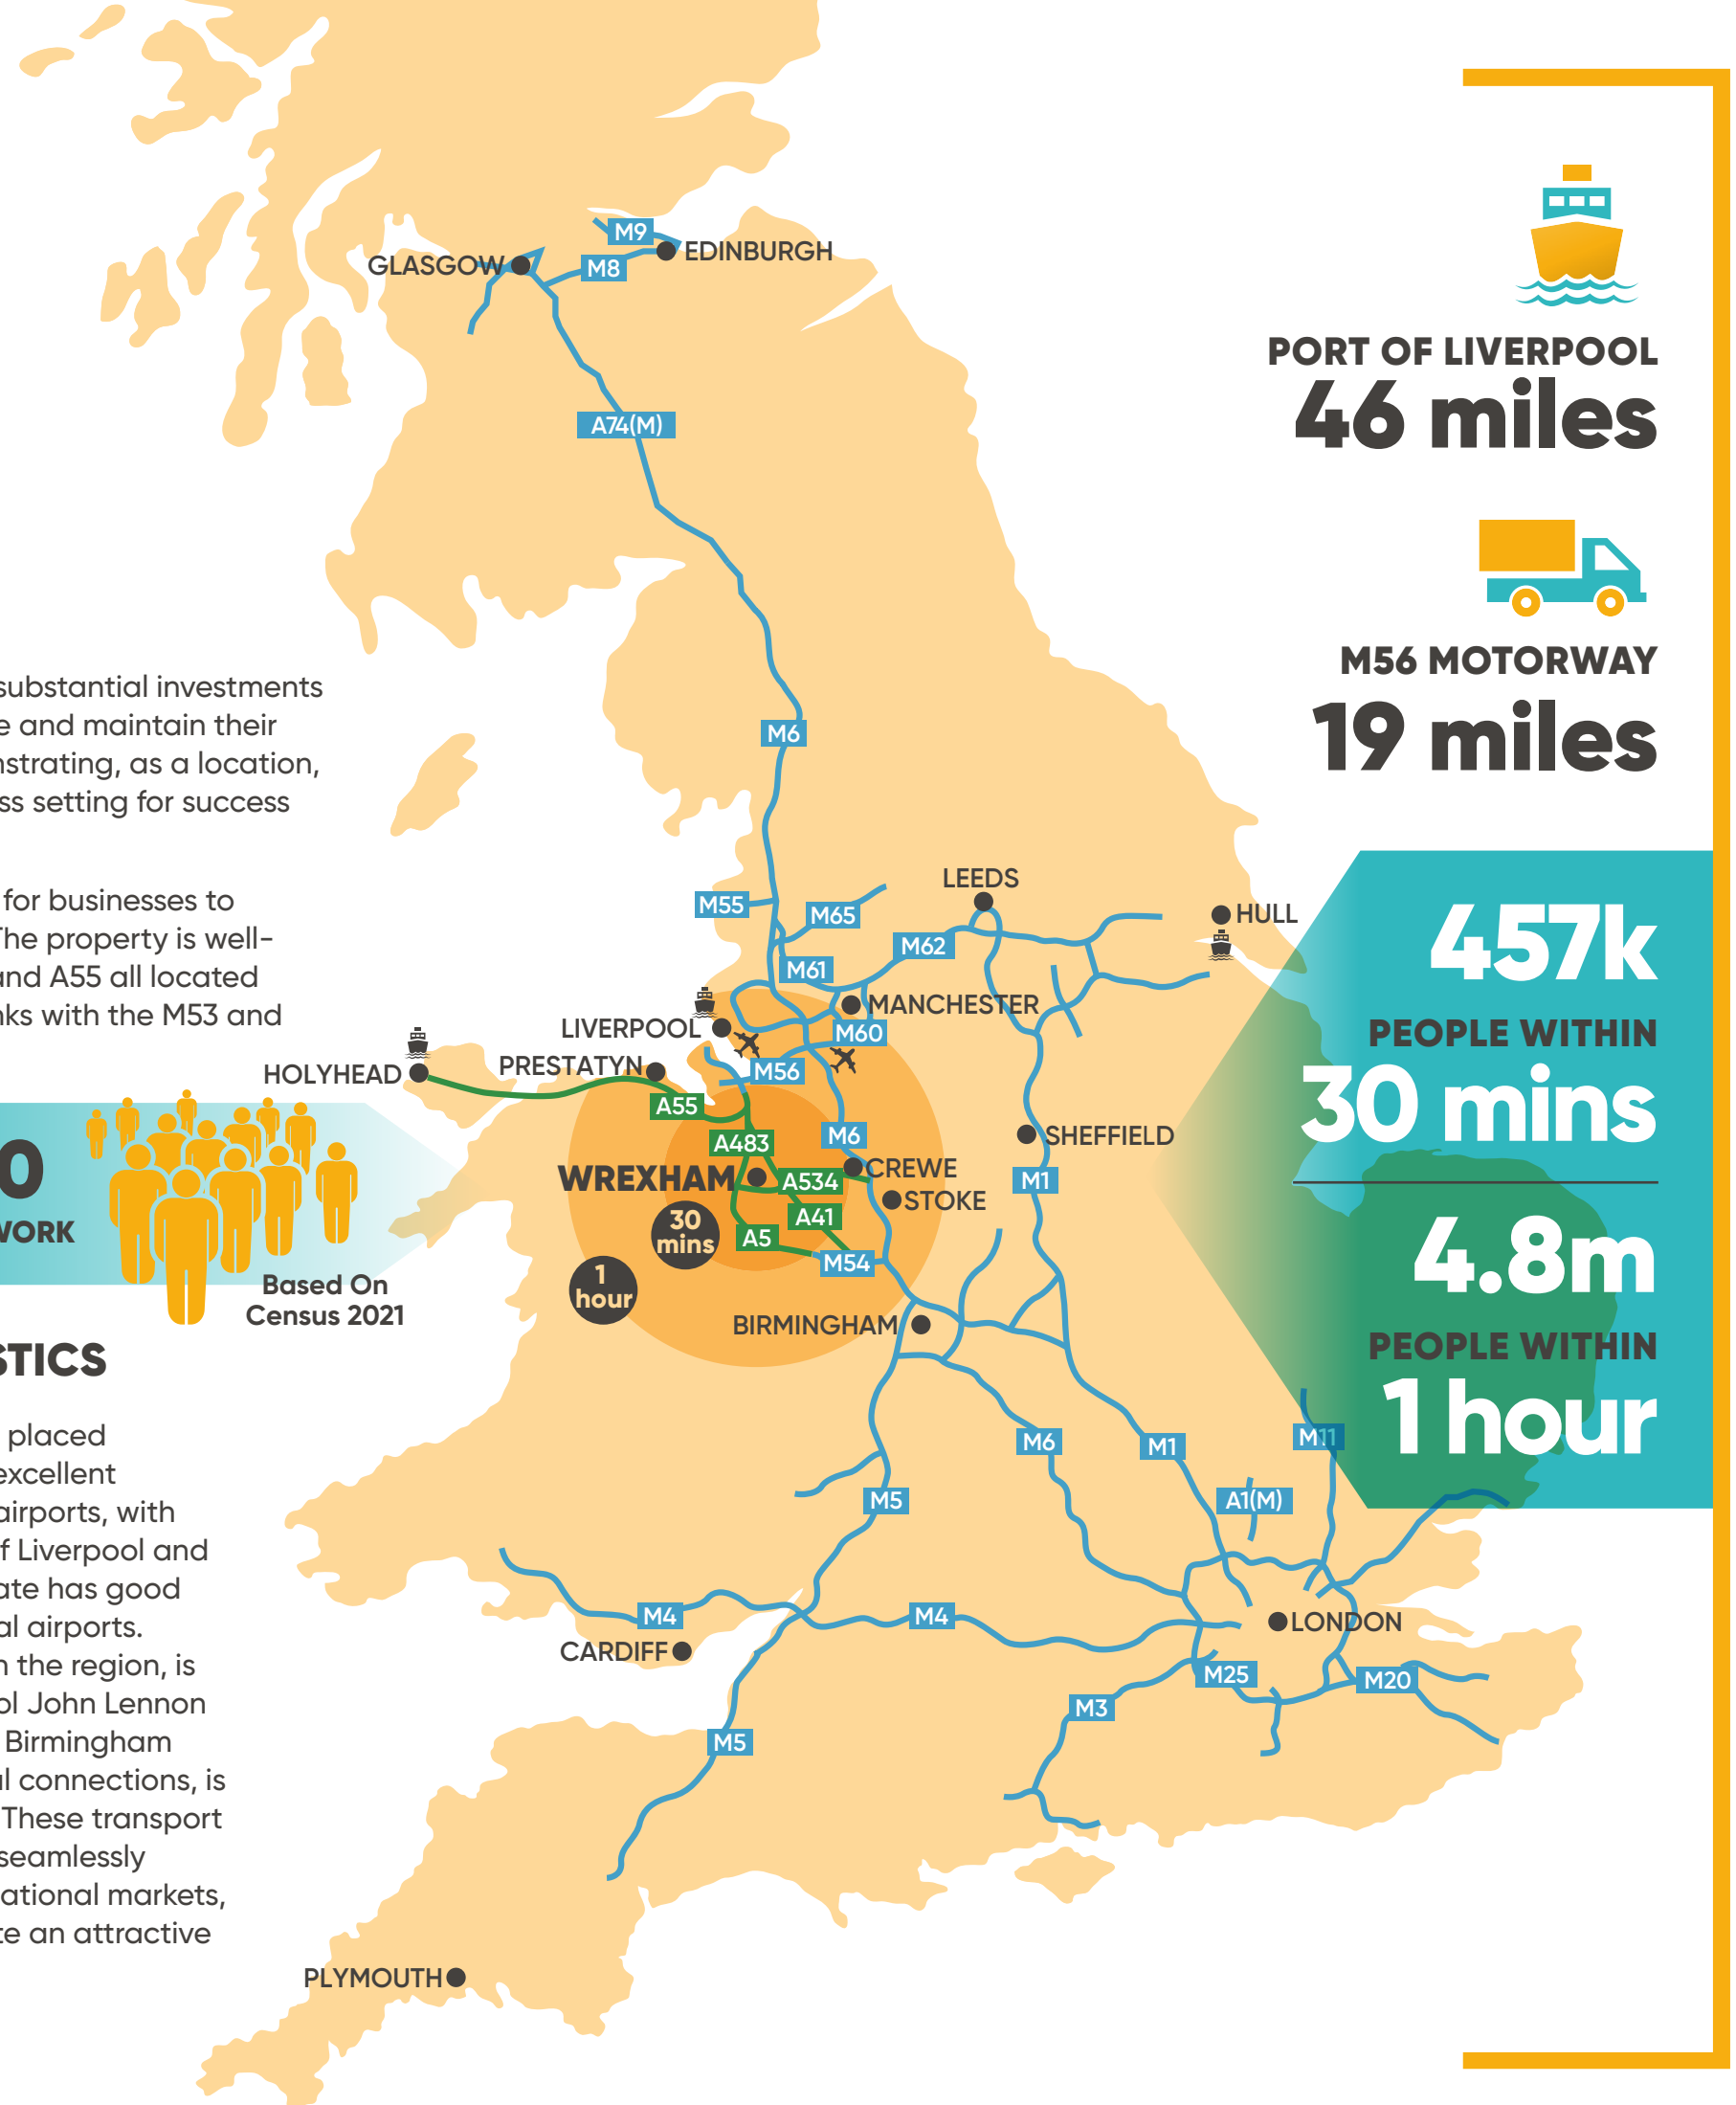 substantial investments
e and maintain their
nstrating, as a location,
ss setting for success
for businesses to
The property is well-
and A55 all located
nks with the M53 and
0
WORK
Based On
Census 2021
STICS
placed
excellent
airports, with
of Liverpool and
ate has good
al airports.
n the region, is
ol John Lennon
Birmingham
al connections, is
These transport
seamlessly
ational markets,
te an attractive
M9
EDINBURGH
GLASGOW
M8
A74(M)
M6
LEEDS
M55
M65
HULL
M62
M61
MANCHESTER
LIVERPOOL
M60
PRESTATYN
M56
HOLYHEAD
A55
A483
M6
SHEFFIELD
WREXHAM
A534
CREWE
M1
STOKE
30
mins
A41
A5
M54
1
hour
BIRMINGHAM
M6
M1
M11
M5
A1(M)
M4
M4
LONDON
CARDIFF
M25
M20
M3
M5
PLYMOUTH
PORT OF LIVERPOOL
46 miles
M56 MOTORWAY
19 miles
457k
PEOPLE WITHIN
30 mins
4.8m
PEOPLE WITHIN
1 hour